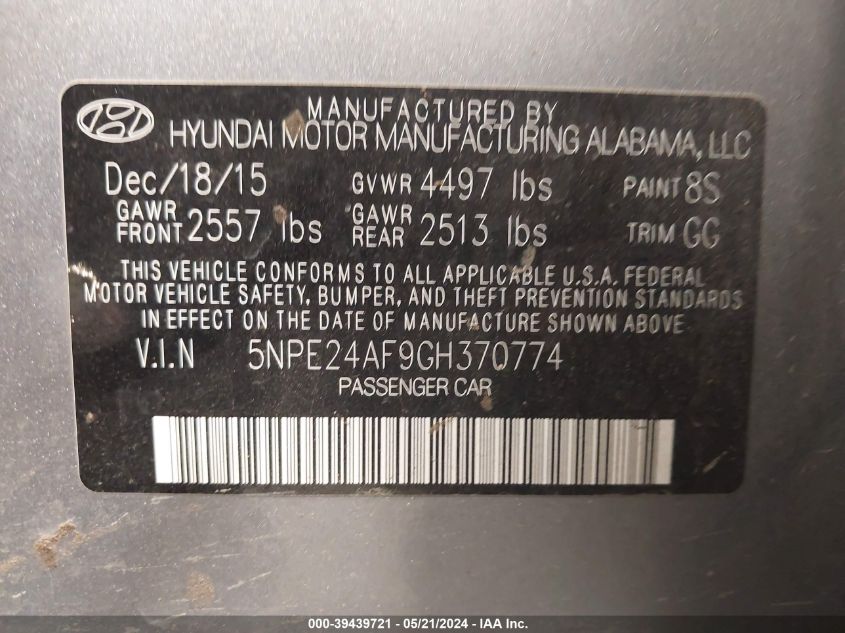 MANUFACTURED BY
HYUNDAI MOTOR MANUFACTURING ALABAMA, LLC
Dec/18/15 GVWR 4497 lbs PAINT 8S
GAWR FRONT 2557 lbs GAWR REAR 2513 lbs TRIM GG
THIS VEHICLE CONFORMS TO ALL APPLICABLE U.S.A. FEDERAL
MOTOR VEHICLE SAFETY, BUMPER, AND THEFT PREVENTION STANDARDS
IN EFFECT ON THE DATE OF MANUFACTURE SHOWN ABOVE
V.I.N 5NPE24AF9GH370774
PASSENGER CAR
000-39439721 - 05/21/2024 - IAA Inc.